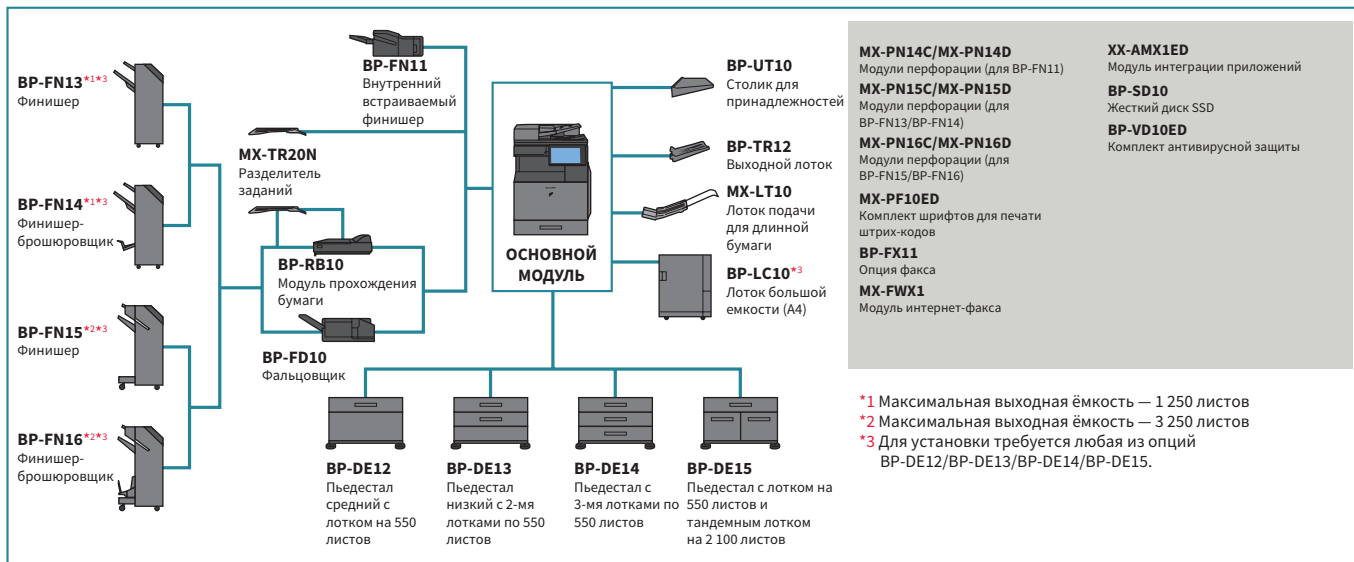 BP-FN13*1*3
Финишер
BP-FN14*1*3
Финишер-
брошюровщик
BP-FN15*2*3
Финишер
BP-FN16*2*3
Финишер-
брошюровщик
BP-FN11
Внутренний
встраиваемый
финишер
MX-TR20N
Разделитель
заданий
BP-RB10
Модуль прохождения
бумаги
BP-FD10
Фальцовщик
ОСНОВНОЙ
МОДУЛЬ
BP-UT10
Столик для
принадлежностей
BP-TR12
Выходной лоток
MX-LT10
Лоток подачи
для длинной
бумаги
BP-LC10*3
Лоток большой
емкости (A4)
BP-DE12
Пьедестал
средний с
лотком на 550
листов
BP-DE13
Пьедестал
низкий с 2-мя
лотками по 550
листов
BP-DE14
Пьедестал с
3-мя лотками по
550 листов
BP-DE15
Пьедестал с лотком на
550 листов и
тандемным лотком
на 2 100 листов
MX-PN14C/MX-PN14D
Модули перфорации (для BP-FN11)
MX-PN15C/MX-PN15D
Модули перфорации (для
BP-FN13/BP-FN14)
MX-PN16C/MX-PN16D
Модули перфорации (для
BP-FN15/BP-FN16)
MX-PF10ED
Комплект шрифтов для печати
штрих-кодов
BP-FX11
Опция факса
MX-FWX1
Модуль интернет-факса
XX-AMX1ED
Модуль интеграции приложений
BP-SD10
Жесткий диск SSD
BP-VD10ED
Комплект антивирусной защиты
*1 Максимальная выходная ёмкость — 1 250 листов
*2 Максимальная выходная ёмкость — 3 250 листов
*3 Для установки требуется любая из опций
BP-DE12/BP-DE13/BP-DE14/BP-DE15.